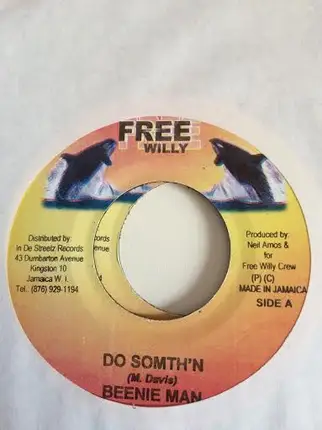 FREE
WiLLY
Distributed by:
In De Streetz Records
43 Dumbarton Avenue
Kingston 10
Jamaica W. I.
Tel. (876) 929-1194
Produced by:
Neil Amos &
for
Free Willy Crew
(P) (C)
MADE IN JAMAICA
SIDE A
DO SOMTH'N
(M. Davis)
BEENIE MAN